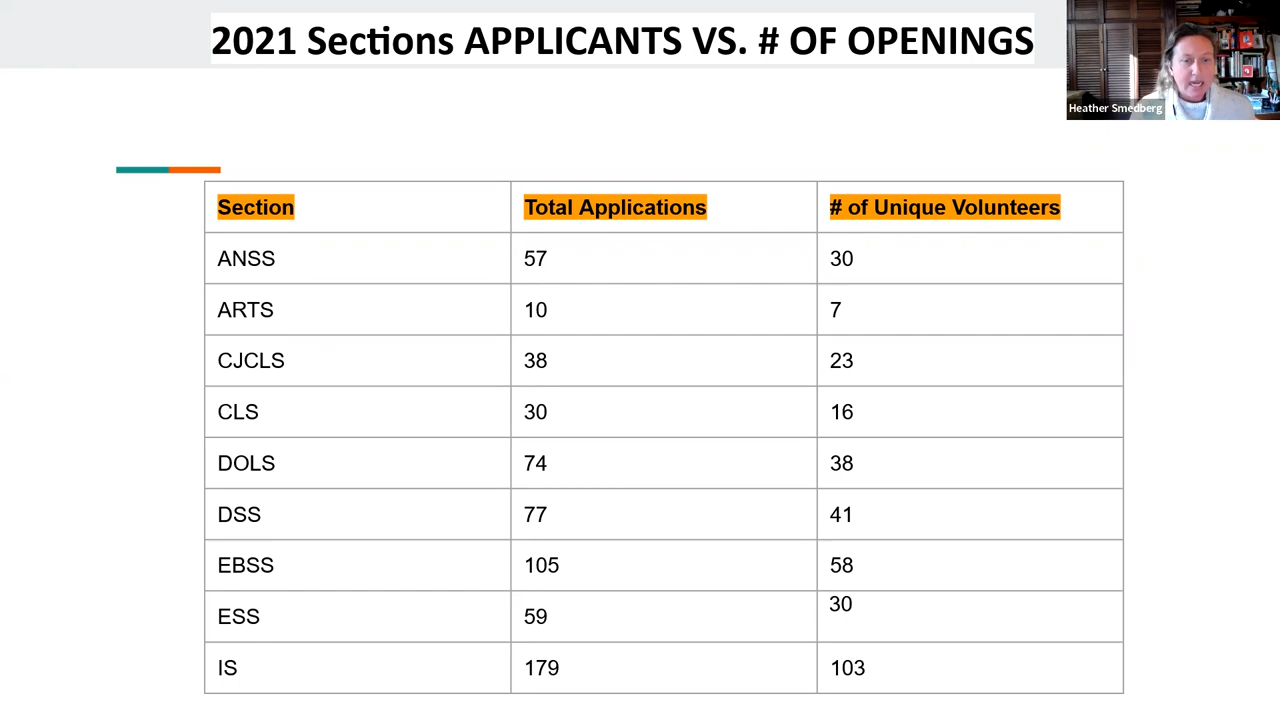 2021 Sections APPLICANTS VS. # OF OPENINGS
Heather Smedberg
Section Total Applications # of Unique Volunteers
ANSS 57 30
ARTS 10 7
CJCLS 38 23
CLS 30 16
DOLS 74 38
DSS 77 41
EBSS 105 58
ESS 59 30
IS 179 103